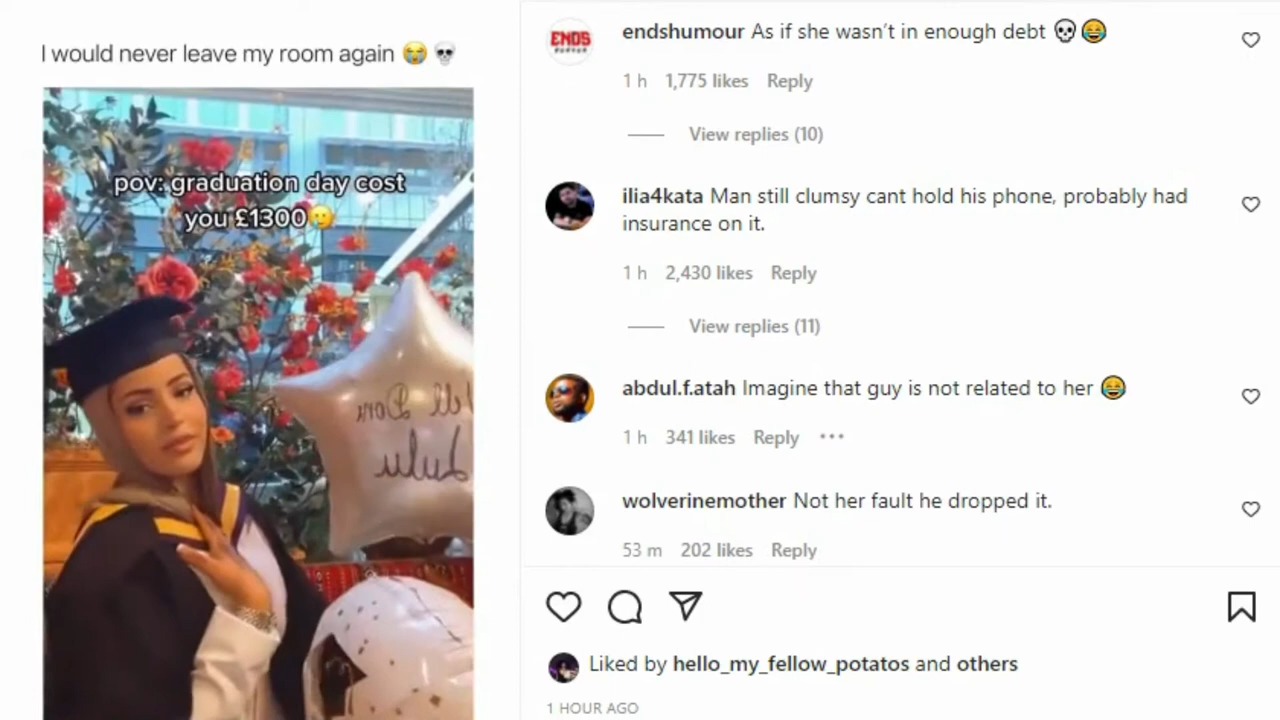 I would never leave my room again 😭💀
pov: graduation day cost
you £1300🥲
ell Done
Lulu
ENDS
HUMOUR
endshumour As if she wasn't in enough debt 💀😂
1 h 1,775 likes Reply
View replies (10)
ilia4kata Man still clumsy cant hold his phone, probably had
insurance on it.
1 h 2,430 likes Reply
View replies (11)
abdul.f.atah Imagine that guy is not related to her 😂
1 h 341 likes Reply ...
wolverinemother Not her fault he dropped it.
53 m 202 likes Reply
Liked by hello_my_fellow_potatos and others
1 HOUR AGO